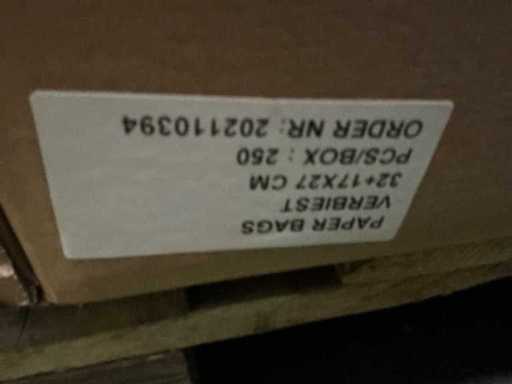 PAPER BAGS
VERBIEST
32+17X27 CM
PCS/BOX : 250
ORDER NR: 202110394